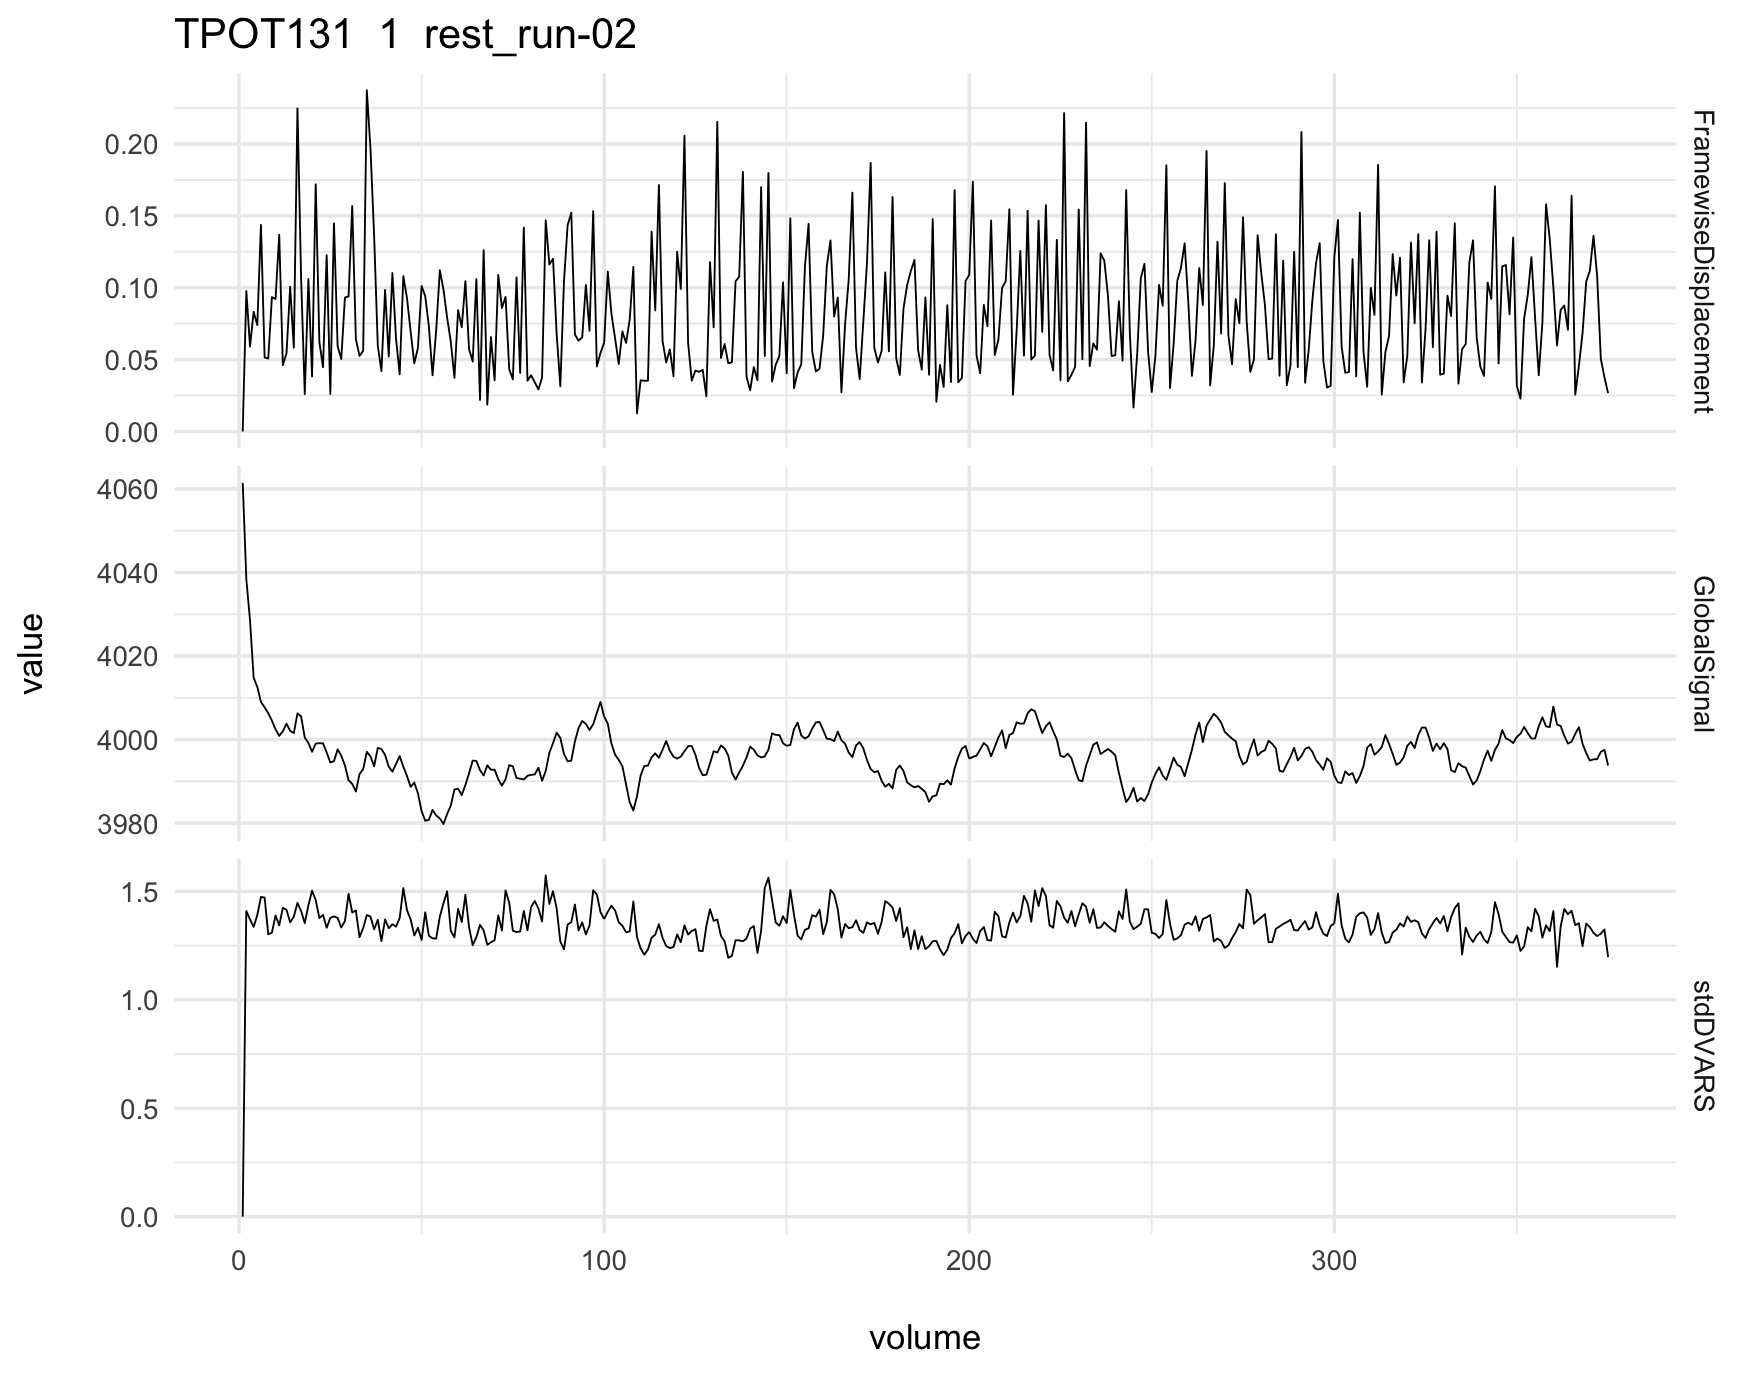 TPOT131 1 rest_run-02
0.20
0.15
0.10
0.05
0.00
FramewiseDisplacement
4060
4040
4020
4000
3980
GlobalSignal
value
1.5
1.0
0.5
0.0
stdDVARS
0 100 200 300
volume